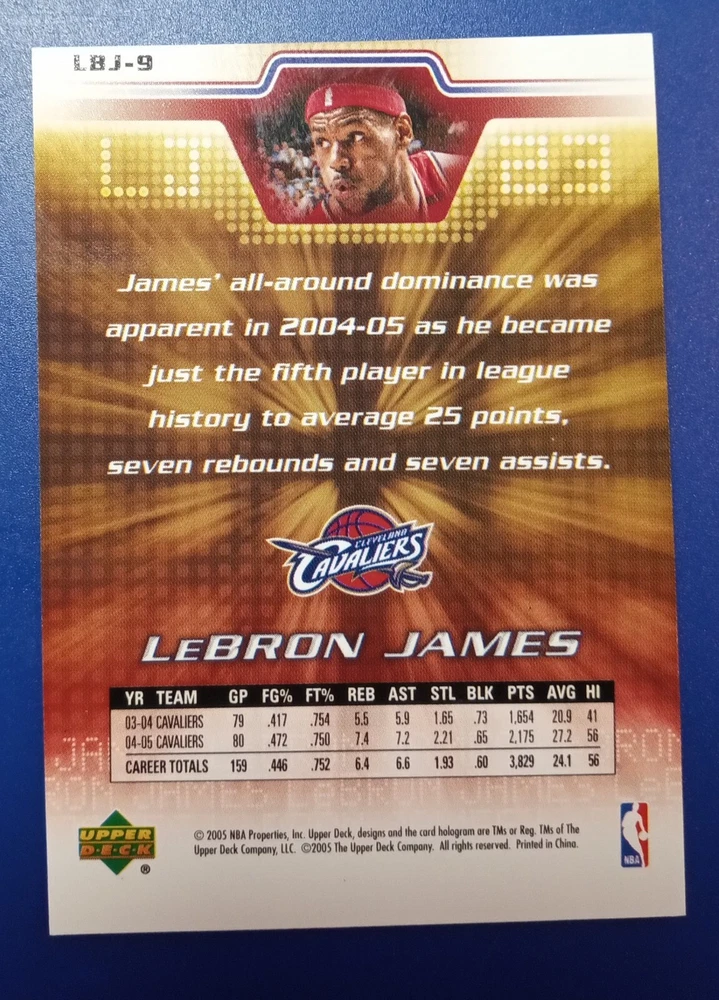 LBJ-9
LJ 23
James' all-around dominance was
apparent in 2004-05 as he became
just the fifth player in league
history to average 25 points,
seven rebounds and seven assists.
CLEVELAND
CAVALIERS
LEBRON JAMES
YR TEAM GP FG% FT% REB AST STL BLK PTS AVG HI
03-04 CAVALIERS 79 .417 .754 5.5 5.9 1.65 .73 1,654 20.9 41
04-05 CAVALIERS 80 .472 .750 7.4 7.2 2.21 .65 2,175 27.2 56
CAREER TOTALS 159 .446 .752 6.4 6.6 1.93 .60 3,829 24.1 56
UPPER
DECK
®
© 2005 NBA Properties, Inc. Upper Deck, designs and the card hologram are TMs or Reg. TMs of The
Upper Deck Company, LLC. ©2005 The Upper Deck Company. All rights reserved. Printed in China.
NBA